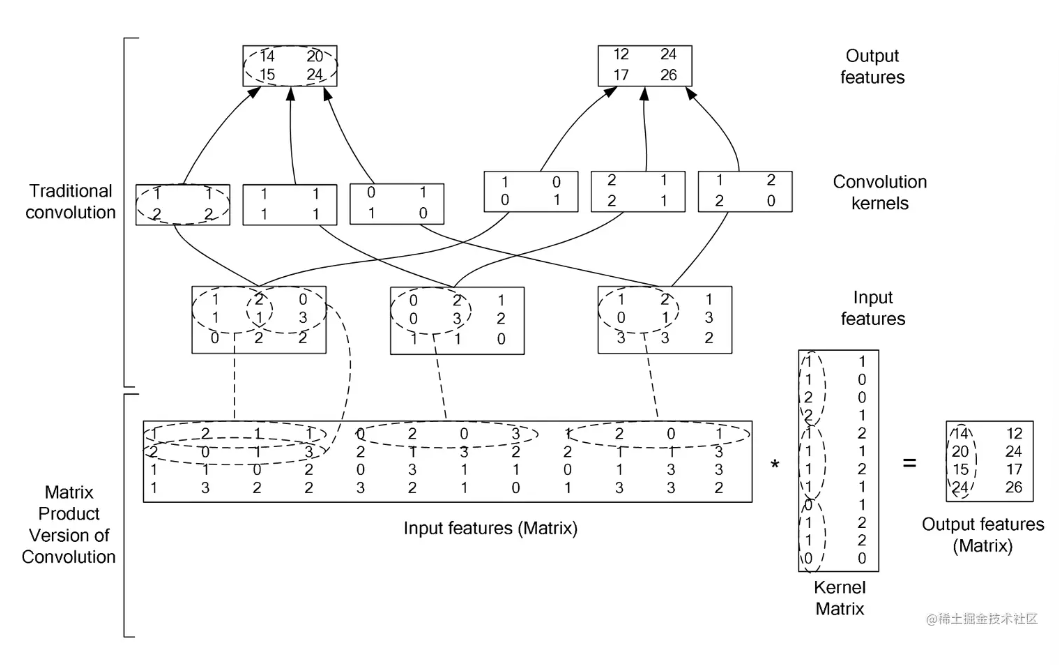 14 20
15 24
12 24
17 26
Output
features
Traditional
convolution
1 1
2 2
1 1
1 1
0 1
1 0
1 0
0 1
2 1
2 1
1 2
2 0
Convolution
kernels
1 2 0
1 1 3
0 2 2
0 2 1
0 3 2
1 1 0
1 2 1
0 1 3
3 3 2
Input
features
Matrix
Product
Version of
Convolution
1 2 1 1 0 2 0 3 1 2 0 1
2 0 1 3 2 1 3 2 2 1 1 3
1 1 0 2 0 3 1 1 0 1 3 3
1 3 2 2 3 2 1 0 1 3 3 2
Input features (Matrix)
*
1 1
1 0
2 0
2 1
1 2
1 1
1 2
1 1
0 1
1 2
1 2
0 0
Kernel
Matrix
=
14 12
20 24
15 17
24 26
Output features
(Matrix)
@稀土掘金技术社区